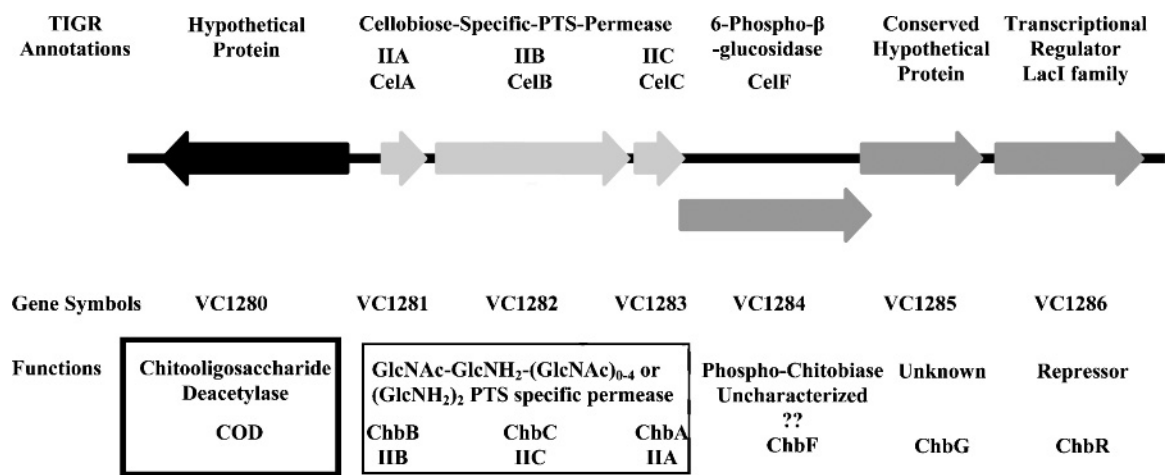 TIGR Annotations
Hypothetical Protein
Cellobiose-Specific-PTS-Permease
IIA CelA
IIB CelB
IIC CelC
6-Phospho-β -glucosidase CelF
Conserved Hypothetical Protein
Transcriptional Regulator LacI family
Gene Symbols VC1280 VC1281 VC1282 VC1283 VC1284 VC1285 VC1286
Functions
Chitooligosaccharide
Deacetylase
COD
GlcNAc-GlcNH₂-(GlcNAc)₀₋₄ or
(GlcNH₂)₂ PTS specific permease
ChbB ChbC ChbA
IIB IIC IIA
Phospho-Chitobiase
Uncharacterized
??
ChbF
Unknown
ChbG
Repressor
ChbR